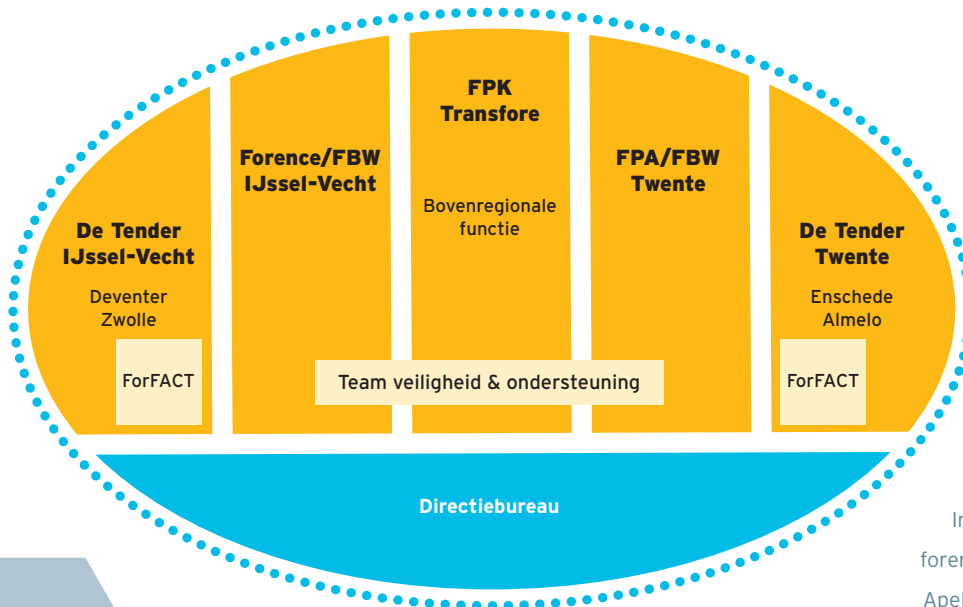 FPK
Transfore
Bovenregionale
functie
Forence/FBW
IJssel-Vecht
FPA/FBW
Twente
De Tender
IJssel-Vecht
Deventer
Zwolle
ForFACT
De Tender
Twente
Enschede
Almelo
ForFACT
Team veiligheid & ondersteuning
Directiebureau